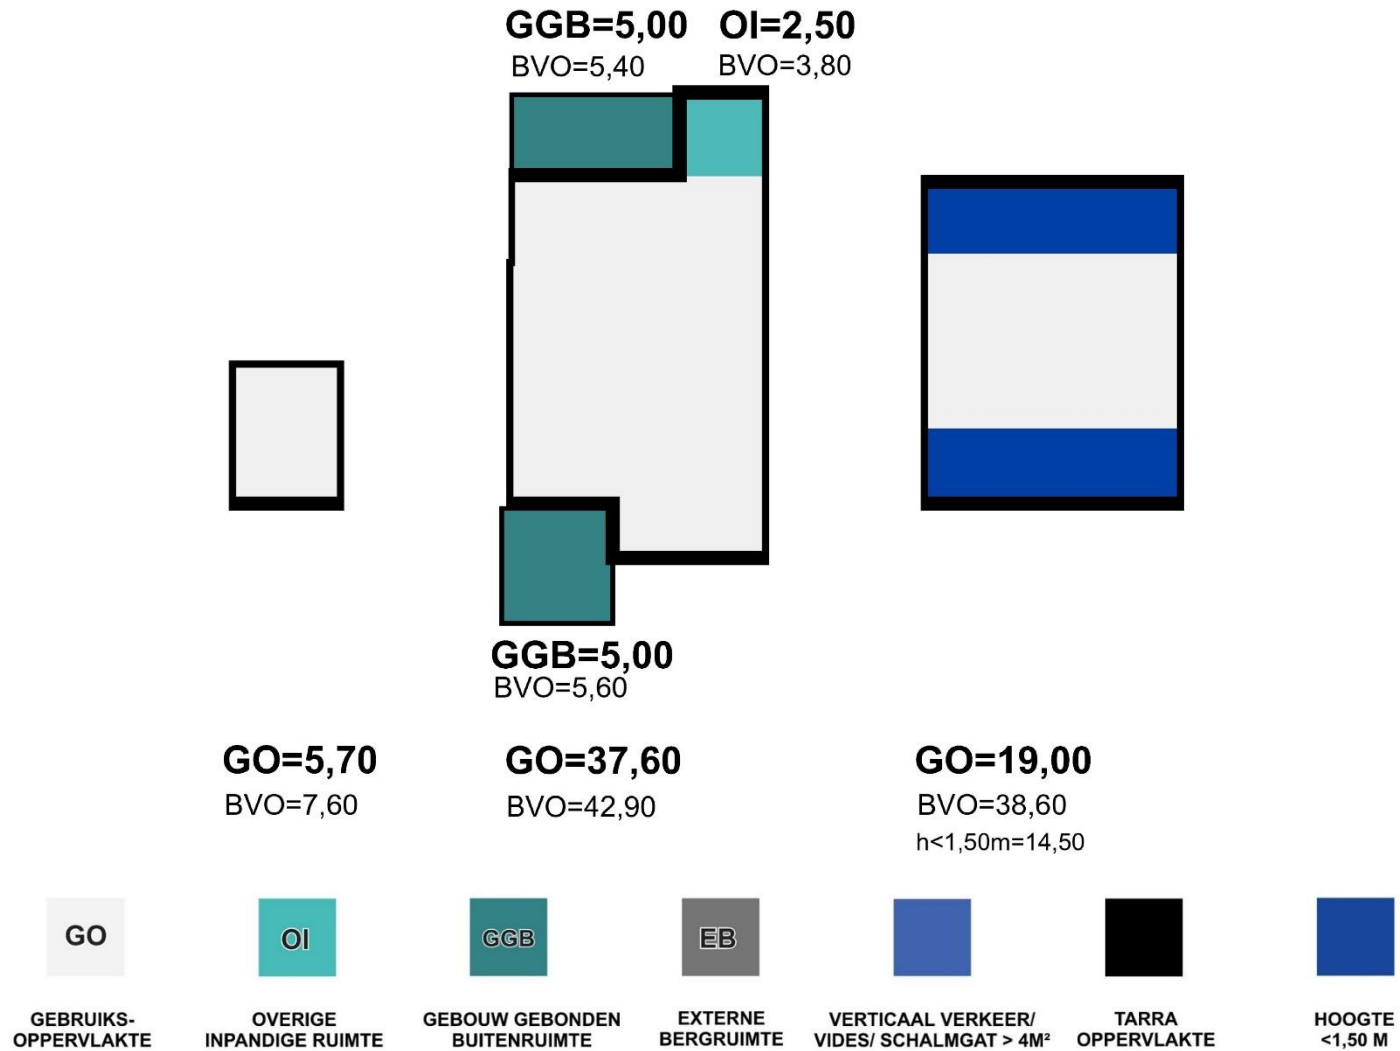 GGB=5,00 OI=2,50
BVO=5,40 BVO=3,80
GGB=5,00
BVO=5,60
GO=5,70 GO=37,60 GO=19,00
BVO=7,60 BVO=42,90 BVO=38,60
h<1,50m=14,50
GO OI GGB EB
GEBRUIKS- OVERIGE GEBOUW GEBONDEN EXTERNE VERTICAAL VERKEER/ TARRA HOOGTE
OPPERVLAKTE INPANDIGE RUIMTE BUITENRUIMTE BERGRUIMTE VIDES/ SCHALMGAT > 4M² OPPERVLAKTE <1,50 M